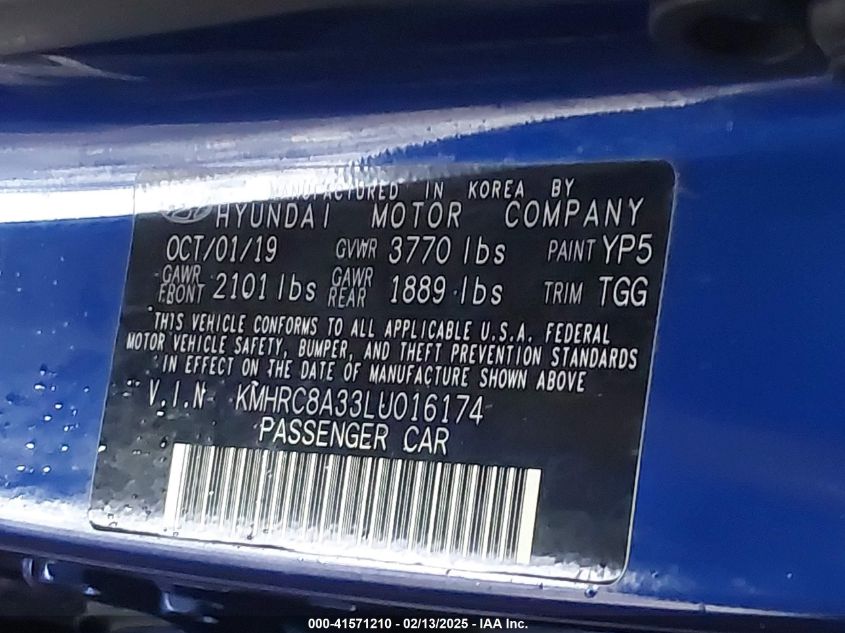 MANUFACTURED IN KOREA BY
HYUNDAI MOTOR COMPANY
OCT/01/19 GVWR 3770 lbs PAINT YP5
GAWR FRONT 2101 lbs GAWR REAR 1889 lbs TRIM TGG
THIS VEHICLE CONFORMS TO ALL APPLICABLE U.S.A. FEDERAL
MOTOR VEHICLE SAFETY, BUMPER, AND THEFT PREVENTION STANDARDS
IN EFFECT ON THE DATE OF MANUFACTURE SHOWN ABOVE
V.I.N KMHRC8A33LU016174
PASSENGER CAR
000-41571210 - 02/13/2025 - IAA Inc.